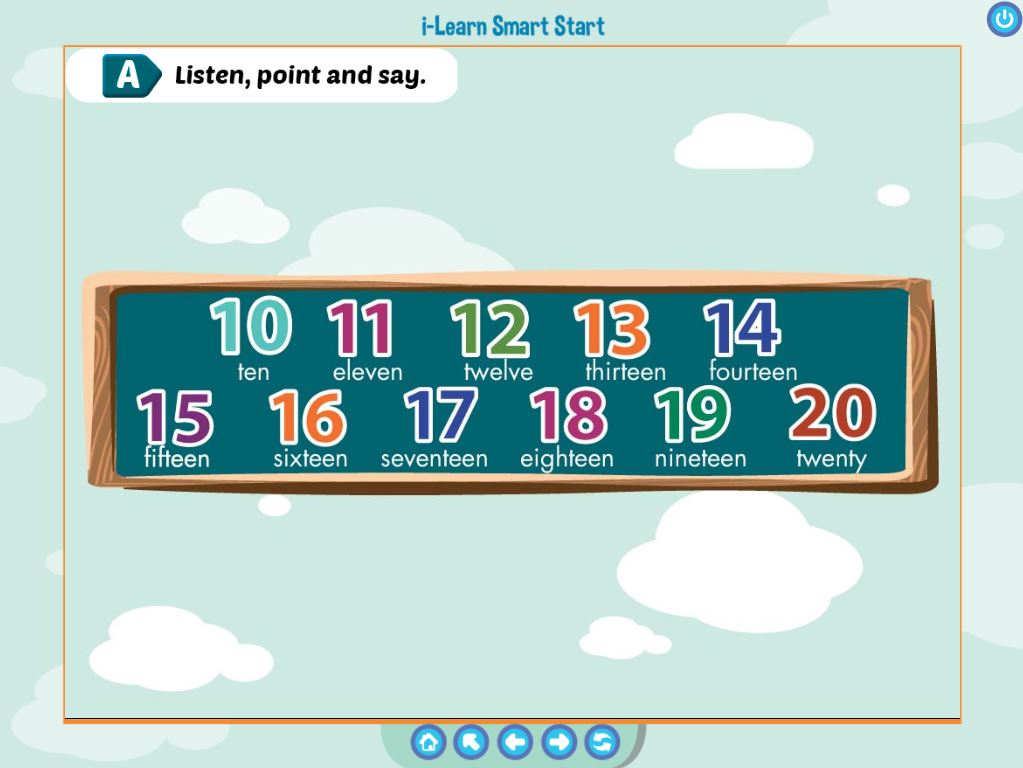 i-Learn Smart Start
A Listen, point and say.
10 11 12 13 14
ten eleven twelve thirteen fourteen
15 16 17 18 19 20
fifteen sixteen seventeen eighteen nineteen twenty